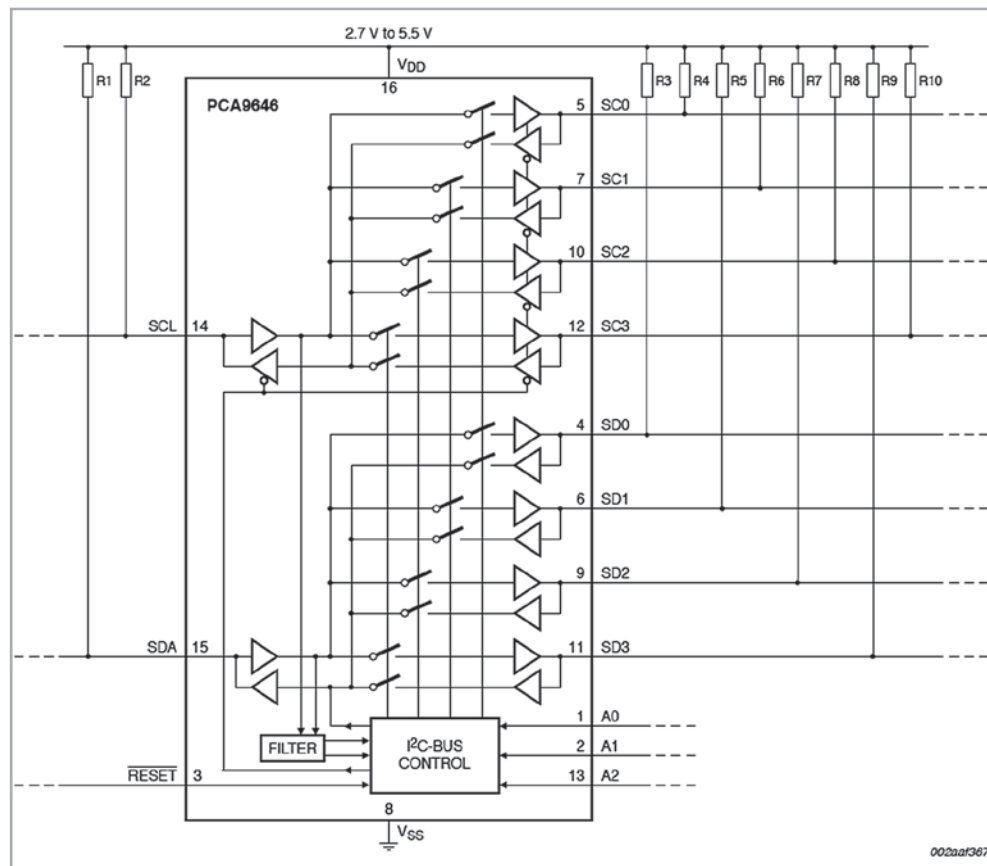 2.7 V to 5.5 V
R1
R2
R3
R4
R5
R6
R7
R8
R9
R10
VDD
16
PCA9646
5 SC0
7 SC1
10 SC2
SCL 14
12 SC3
4 SD0
6 SD1
9 SD2
SDA 15
11 SD3
1 A0
FILTER
I²C-BUS
CONTROL
2 A1
RESET 3
13 A2
8
VSS
002aaf367